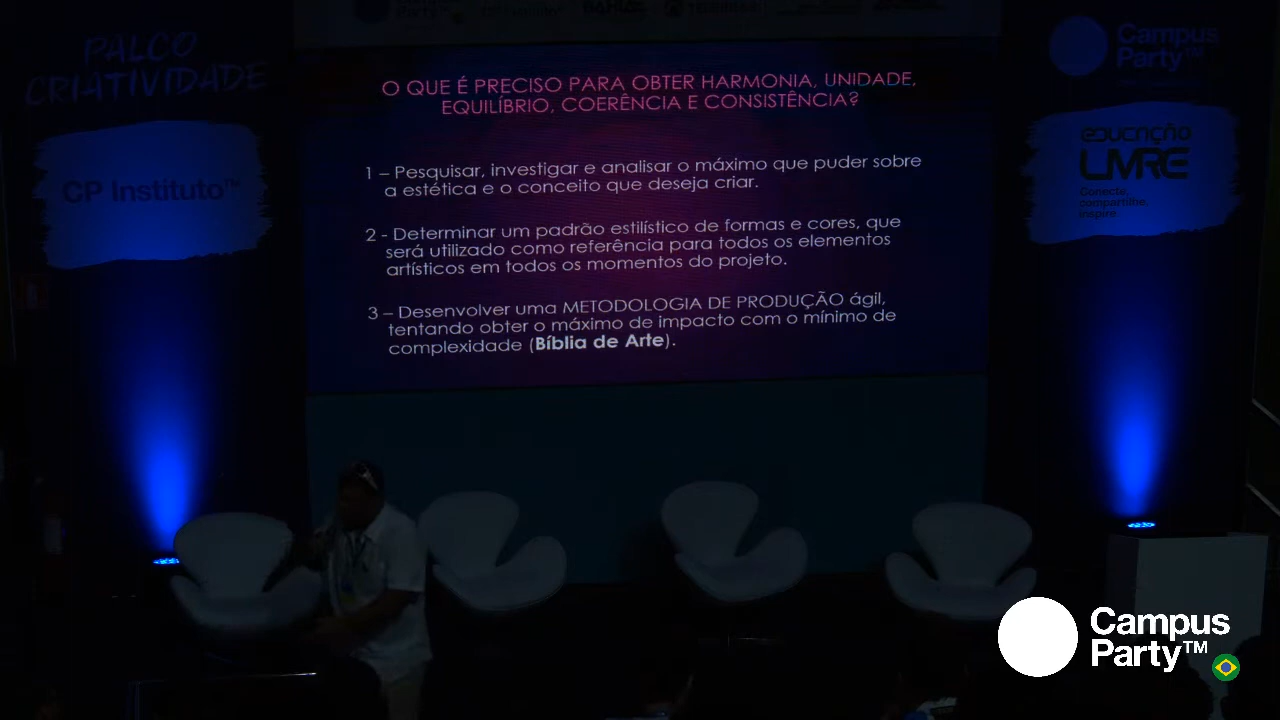 PALCO
CRIATIVIDADE
Campus
Party™
CP Instituto™
EDUCAÇÃO
LIVRE
Conecte,
compartilhe,
inspire.
O QUE É PRECISO PARA OBTER HARMONIA, UNIDADE,
EQUILÍBRIO, COERÊNCIA E CONSISTÊNCIA?
1 – Pesquisar, investigar e analisar o máximo que puder sobre
a estética e o conceito que deseja criar.
2 - Determinar um padrão estilístico de formas e cores, que
será utilizado como referência para todos os elementos
artísticos em todos os momentos do projeto.
3 – Desenvolver uma METODOLOGIA DE PRODUÇÃO ágil,
tentando obter o máximo de impacto com o mínimo de
complexidade (Bíblia de Arte).
Campus
Party™